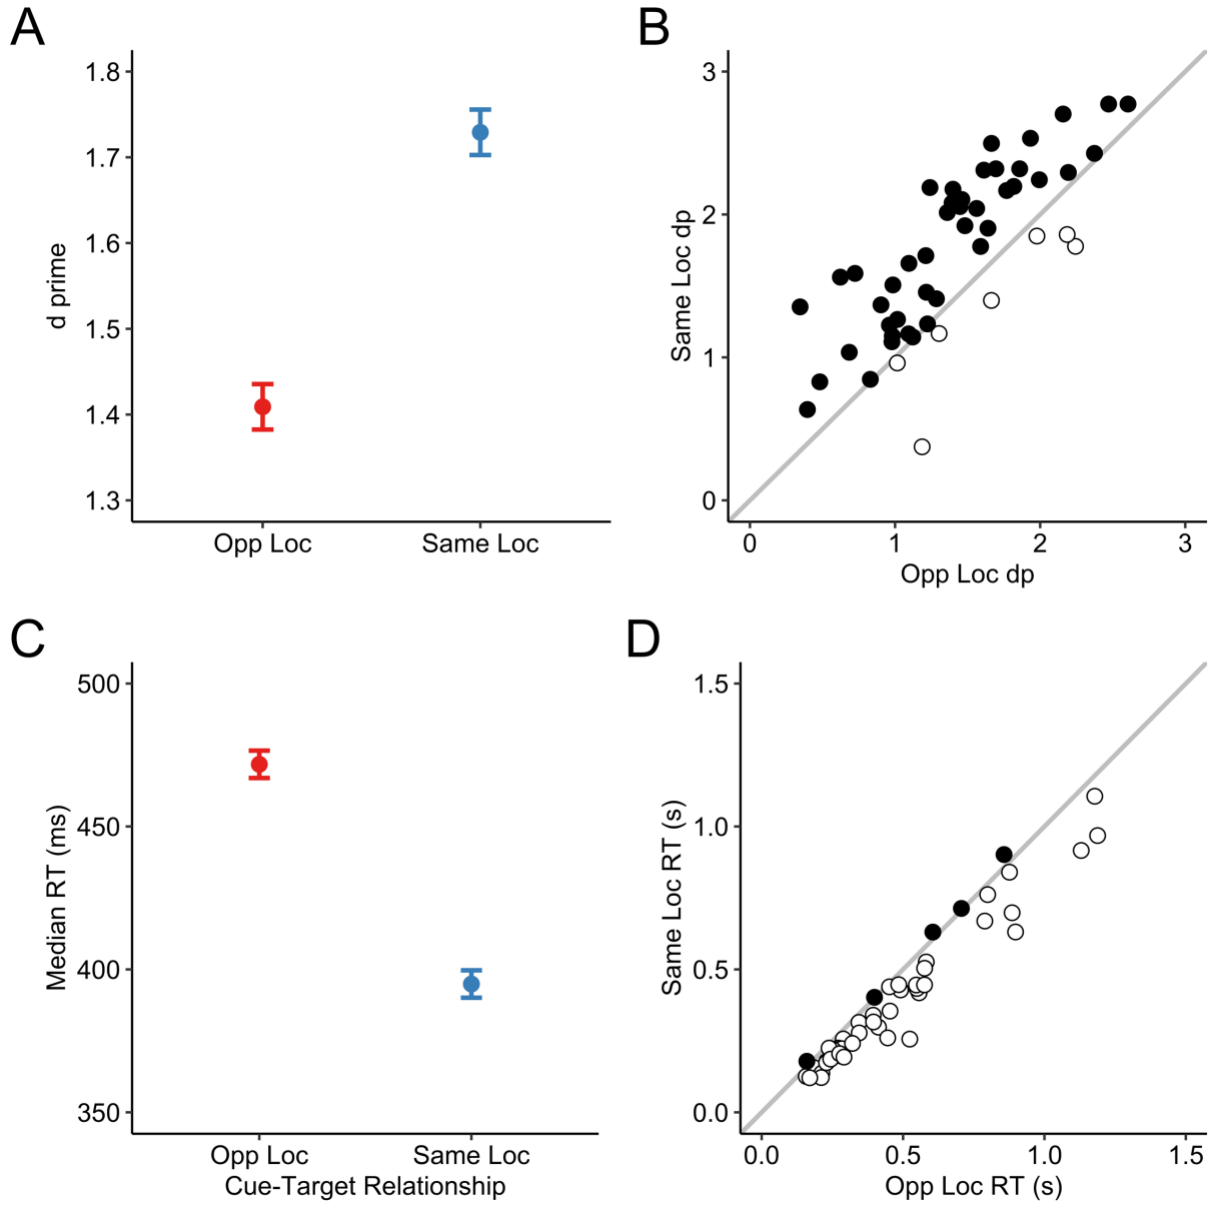 A
d prime
1.8
1.7
1.6
1.5
1.4
1.3
Opp Loc Same Loc
B
Same Loc dp
3
2
1
0
0 1 2 3
Opp Loc dp
C
Median RT (ms)
500
450
400
350
Opp Loc Same Loc
Cue-Target Relationship
D
Same Loc RT (s)
1.5
1.0
0.5
0.0
0.0 0.5 1.0 1.5
Opp Loc RT (s)